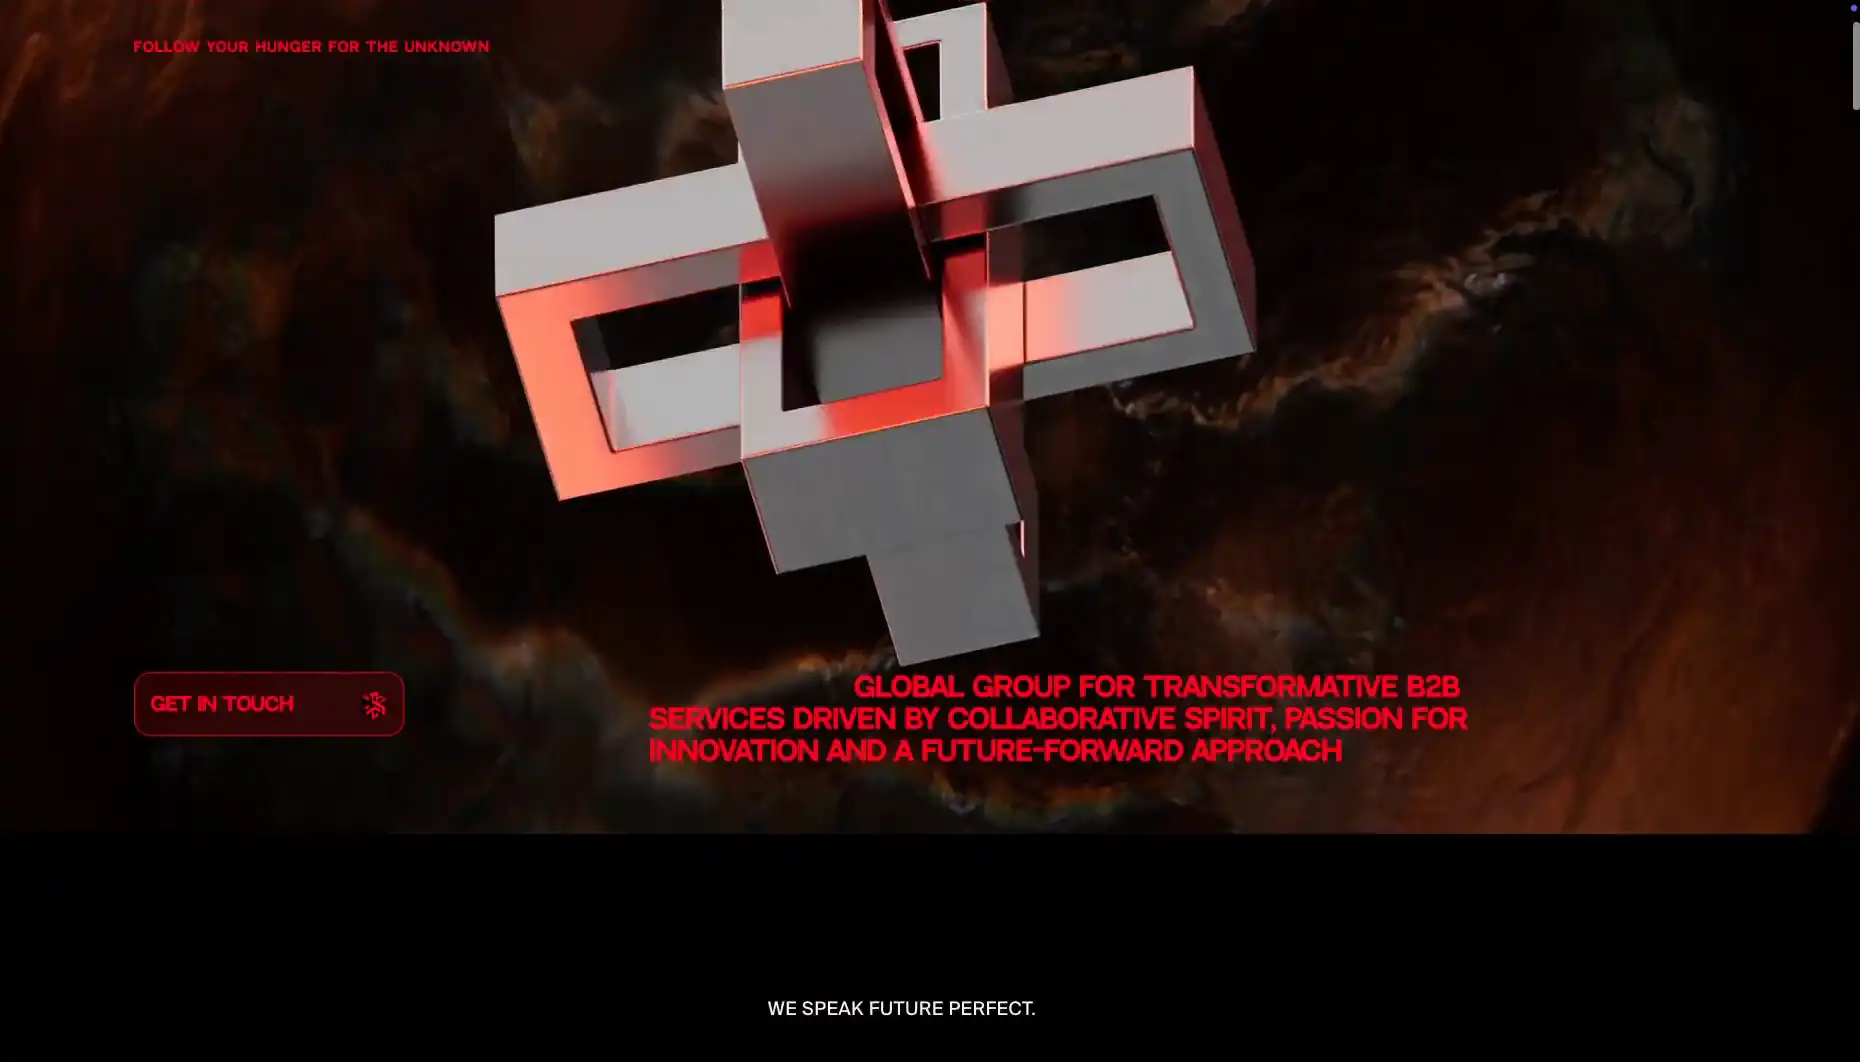 FOLLOW YOUR HUNGER FOR THE UNKNOWN
GET IN TOUCH
GLOBAL GROUP FOR TRANSFORMATIVE B2B
SERVICES DRIVEN BY COLLABORATIVE SPIRIT, PASSION FOR
INNOVATION AND A FUTURE-FORWARD APPROACH
WE SPEAK FUTURE PERFECT.